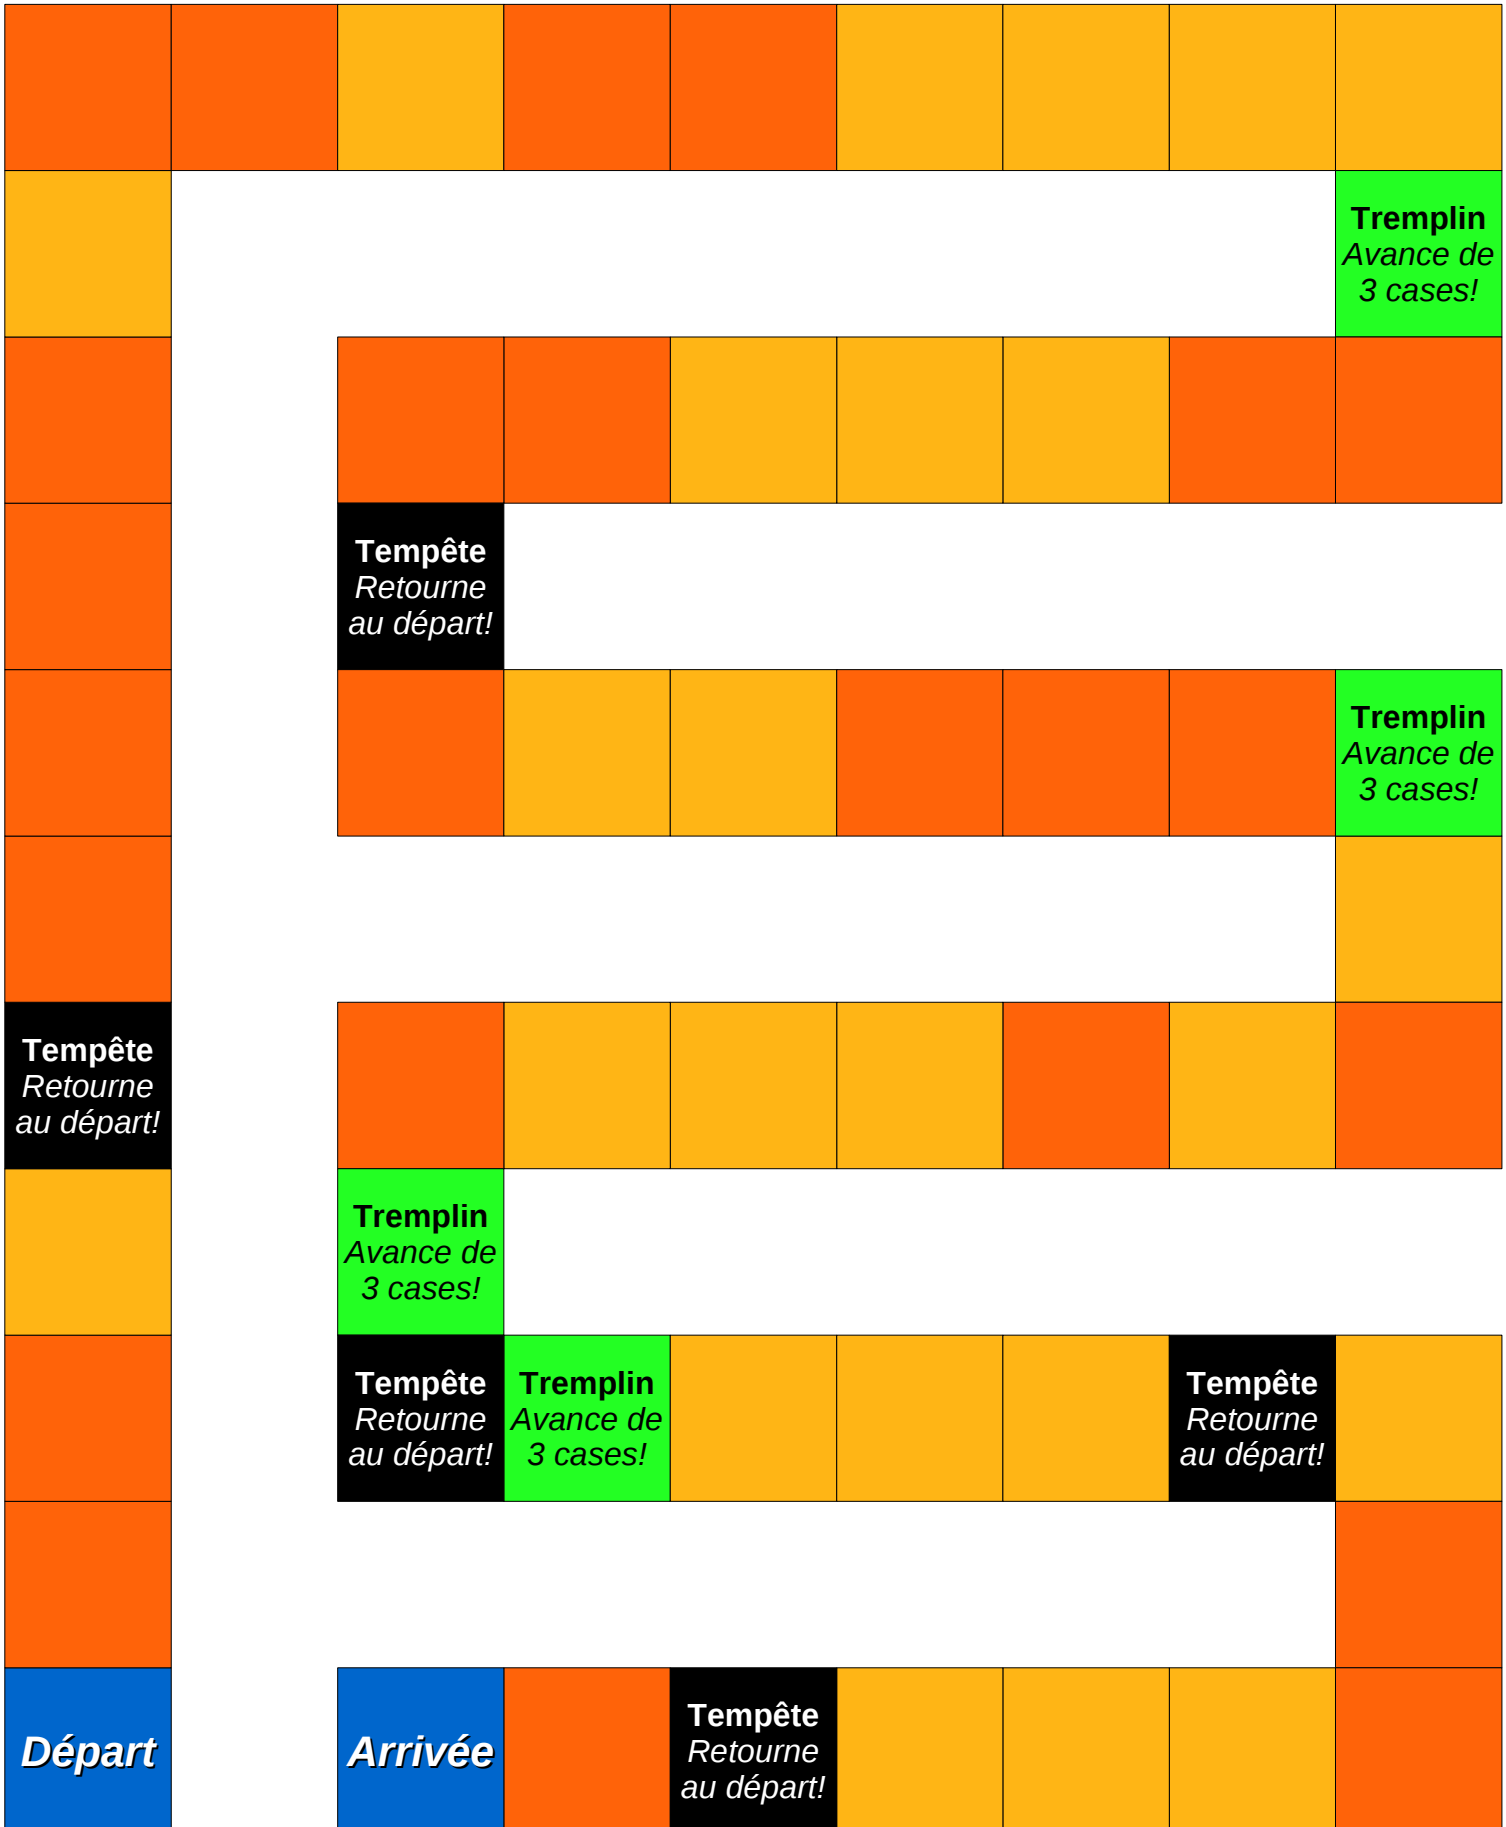 Tremplin
Avance de
3 cases!
Tempête
Retourne
au départ!
Tremplin
Avance de
3 cases!
Tempête
Retourne
au départ!
Tremplin
Avance de
3 cases!
Tempête
Retourne
au départ!
Tremplin
Avance de
3 cases!
Tempête
Retourne
au départ!
Départ
Arrivée
Tempête
Retourne
au départ!